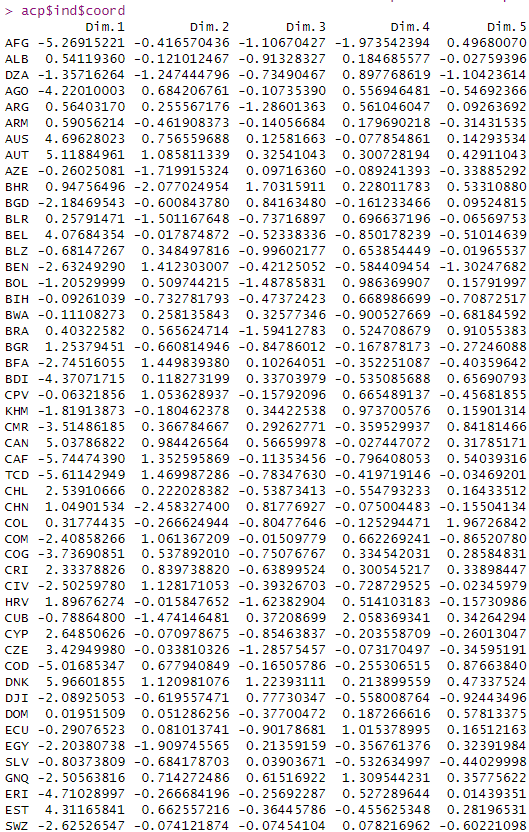 > acp$ind$coord
Dim.1 Dim.2 Dim.3 Dim.4 Dim.5
AFG -5.26915221 -0.416570436 -1.10670427 -1.973542394 0.49680070
ALB 0.54119360 -0.121012467 -0.91328327 0.184685577 -0.02759396
DZA -1.35716264 -1.247444796 -0.73490467 0.897768619 -1.10423614
AGO -4.22010003 0.684206761 -0.10735390 0.556946481 -0.54692366
ARG 0.56403170 0.255567176 -1.28601363 0.561046047 0.09263692
ARM 0.59056214 -0.461908373 -0.14056684 0.179690218 -0.31431535
AUS 4.69628023 0.756559688 0.12581663 -0.077854861 0.14293534
AUT 5.11884961 1.085811339 0.32541043 0.300728194 0.42911043
AZE -0.26025081 -1.719915324 0.09716360 -0.089241393 -0.33885292
BHR 0.94756496 -2.077024954 1.70315911 0.228011783 0.53310880
BGD -2.18469543 -0.600843780 0.84163480 -0.161233466 0.09524815
BLR 0.25791471 -1.501167648 -0.73716897 0.696637196 -0.06569753
BEL 4.07684354 -0.017874872 -0.52338336 -0.850178239 -0.51014639
BLZ -0.68147267 0.348497816 -0.99602177 0.653854449 -0.01965537
BEN -2.63249290 1.412303007 -0.42125052 -0.584409454 -1.30247682
BOL -1.20529999 0.509744215 -1.48785831 0.986369907 0.15791997
BIH -0.09261039 -0.732781793 -0.47372423 0.668986699 -0.70872517
BWA -0.11108273 0.258135843 0.32577346 -0.900527669 -0.68184592
BRA 0.40322582 0.565624714 -1.59412783 0.524708679 0.91055383
BGR 1.25379451 -0.660814946 -0.84786012 -0.167878173 -0.27246088
BFA -2.74516055 1.449839380 0.10264051 -0.352251087 -0.40359642
BDI -4.37071715 0.118273199 0.33703979 -0.535085688 0.65690793
CPV -0.06321856 1.053628937 -0.15792096 0.665489137 -0.45681855
KHM -1.81913873 -0.180462378 0.34422538 0.973700576 0.15901314
CMR -3.51486185 0.366784667 0.29262771 -0.359529937 0.84181466
CAN 5.03786822 0.984426564 0.56659978 -0.027447072 0.31785171
CAF -5.74474390 1.352595869 -0.11353456 -0.796408053 0.54039316
TCD -5.61142949 1.469987286 -0.78347630 -0.419719146 -0.03469201
CHL 2.53910666 0.222028382 -0.53873413 -0.554793233 0.16433512
CHN 1.04901534 -2.458327400 0.81776927 -0.075004483 -0.15504134
COL 0.31774435 -0.266624944 -0.80477646 -0.125294471 1.96726842
COM -2.40858266 1.061367209 -0.01509779 0.662269241 -0.86520780
COG -3.73690851 0.537892010 -0.75076767 0.334542031 0.28584831
CRI 2.33378826 0.839738820 -0.63899524 0.300545217 0.33898447
CIV -2.50259780 1.128171053 -0.39326703 -0.728729525 -0.02345979
HRV 1.89676274 -0.015847652 -1.62382904 0.514103183 -0.15730986
CUB -0.78864800 -1.474146481 0.37208699 2.058369341 0.34264294
CYP 2.64850626 -0.070978675 -0.85463837 -0.203558709 -0.26013047
CZE 3.42949980 -0.033810326 -1.28575457 -0.073170497 -0.34595191
COD -5.01685347 0.677940849 -0.16505786 -0.255306515 0.87663840
DNK 5.96601855 1.120981076 1.22393111 0.213899559 0.47337524
DJI -2.08925053 -0.619557471 0.77730347 -0.558008764 -0.92443496
DOM 0.01951509 0.051286256 -0.37700472 0.187266616 0.57813375
ECU -0.29076523 0.081013741 -0.90178681 1.015378995 0.16512163
EGY -2.20380738 -1.909745565 0.21359159 -0.356761376 0.32391984
SLV -0.80373809 -0.684178703 0.03903671 -0.532634997 -0.44029998
GNQ -2.50563816 0.714272486 0.61516922 1.309544231 0.35775622
ERI -4.71028997 -0.266684196 -0.25692287 0.527289644 0.01439351
EST 4.31165841 0.662557216 -0.36445786 -0.455625348 0.28196531
SWZ -2.62526547 -0.074121874 -0.07454104 0.078216962 -0.60221098